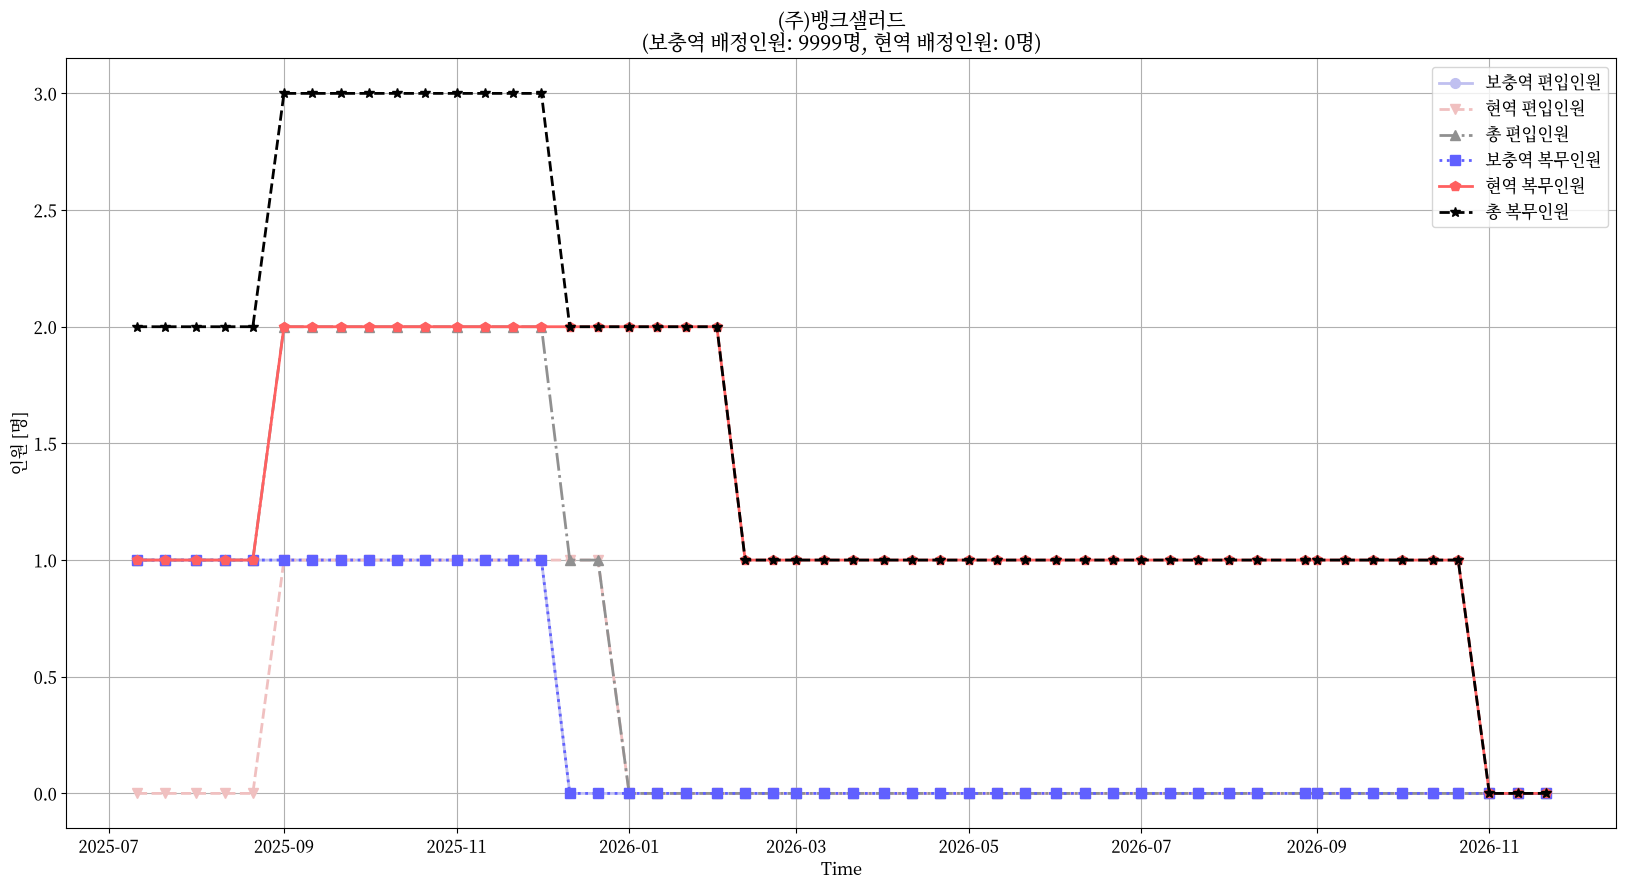 (주)뱅크샐러드
(보충역 배정인원: 9999명, 현역 배정인원: 0명)
보충역 편입인원
현역 편입인원
총 편입인원
보충역 복무인원
현역 복무인원
총 복무인원
인원 [명]
3.0
2.5
2.0
1.5
1.0
0.5
0.0
2025-07
2025-09
2025-11
2026-01
2026-03
2026-05
2026-07
2026-09
2026-11
Time